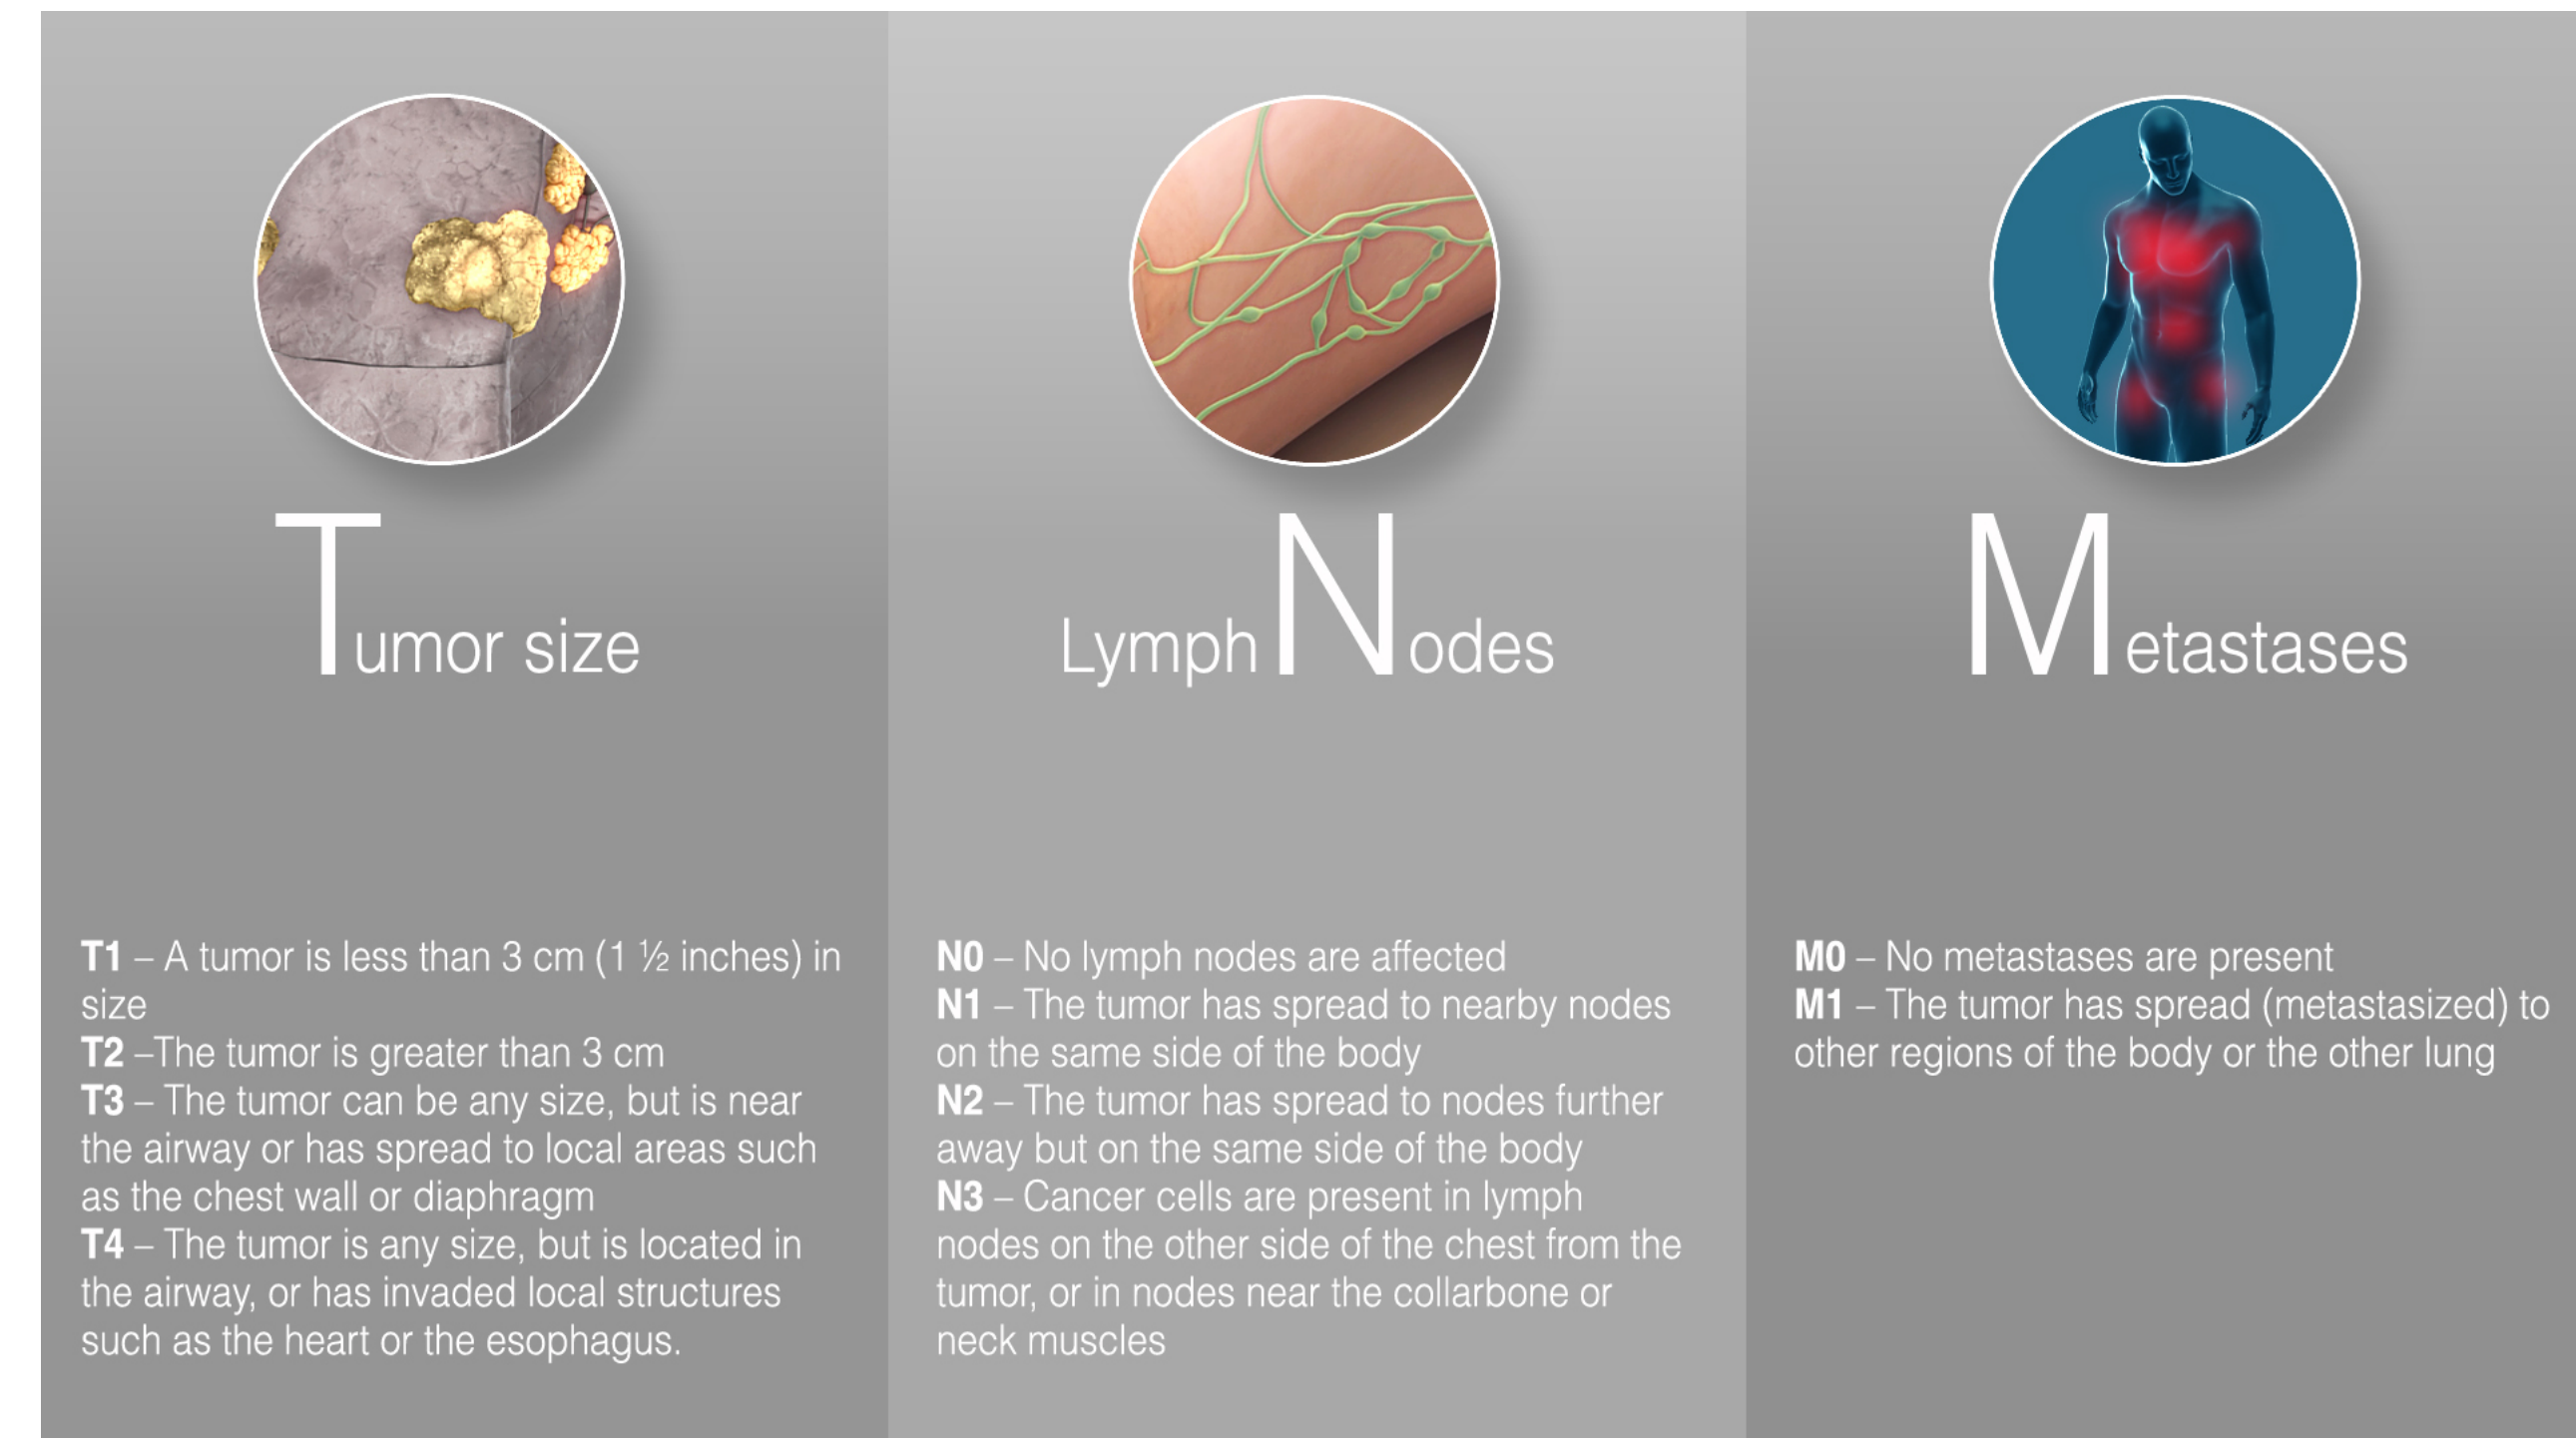 Tumor size
T1 – A tumor is less than 3 cm (1 ½ inches) in
size
T2 –The tumor is greater than 3 cm
T3 – The tumor can be any size, but is near
the airway or has spread to local areas such
as the chest wall or diaphragm
T4 – The tumor is any size, but is located in
the airway, or has invaded local structures
such as the heart or the esophagus.
Lymph Nodes
N0 – No lymph nodes are affected
N1 – The tumor has spread to nearby nodes
on the same side of the body
N2 – The tumor has spread to nodes further
away but on the same side of the body
N3 – Cancer cells are present in lymph
nodes on the other side of the chest from the
tumor, or in nodes near the collarbone or
neck muscles
Metastases
M0 – No metastases are present
M1 – The tumor has spread (metastasized) to
other regions of the body or the other lung